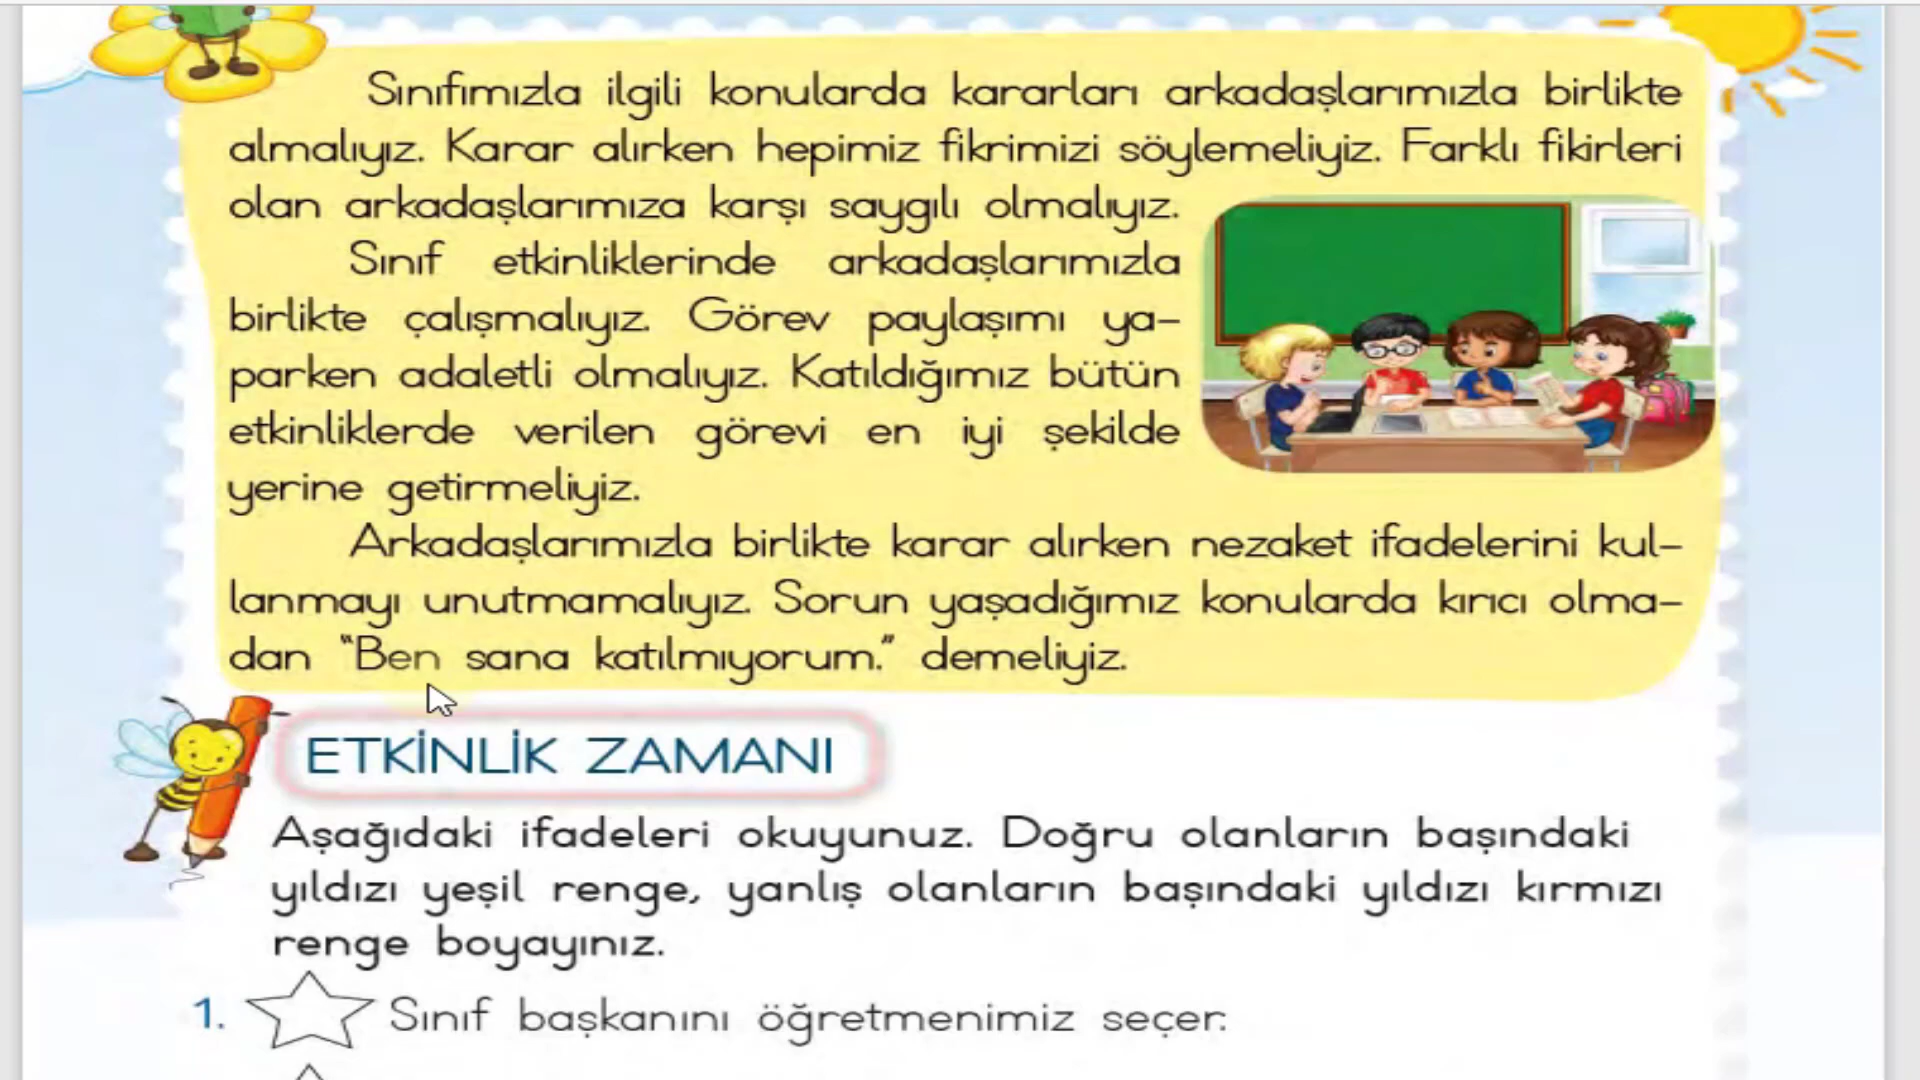 Sınıfımızla ilgili konularda kararları arkadaşlarımızla birlikte
almalıyız. Karar alırken hepimiz fikrimizi söylemeliyiz. Farklı fikirleri
olan arkadaşlarımıza karşı saygılı olmalıyız.
Sınıf etkinliklerinde arkadaşlarımızla
birlikte çalışmalıyız. Görev paylaşımı ya-
parken adaletli olmalıyız. Katıldığımız bütün
etkinliklerde verilen görevi en iyi şekilde
yerine getirmeliyiz.
Arkadaşlarımızla birlikte karar alırken nezaket ifadelerini kul-
lanmayı unutmamalıyız. Sorun yaşadığımız konularda kırıcı olma-
dan “Ben sana katılmıyorum.” demeliyiz.
ETKİNLİK ZAMANI
Aşağıdaki ifadeleri okuyunuz. Doğru olanların başındaki
yıldızı yeşil renge, yanlış olanların başındaki yıldızı kırmızı
renge boyayınız.
1. Sınıf başkanını öğretmenimiz seçer.